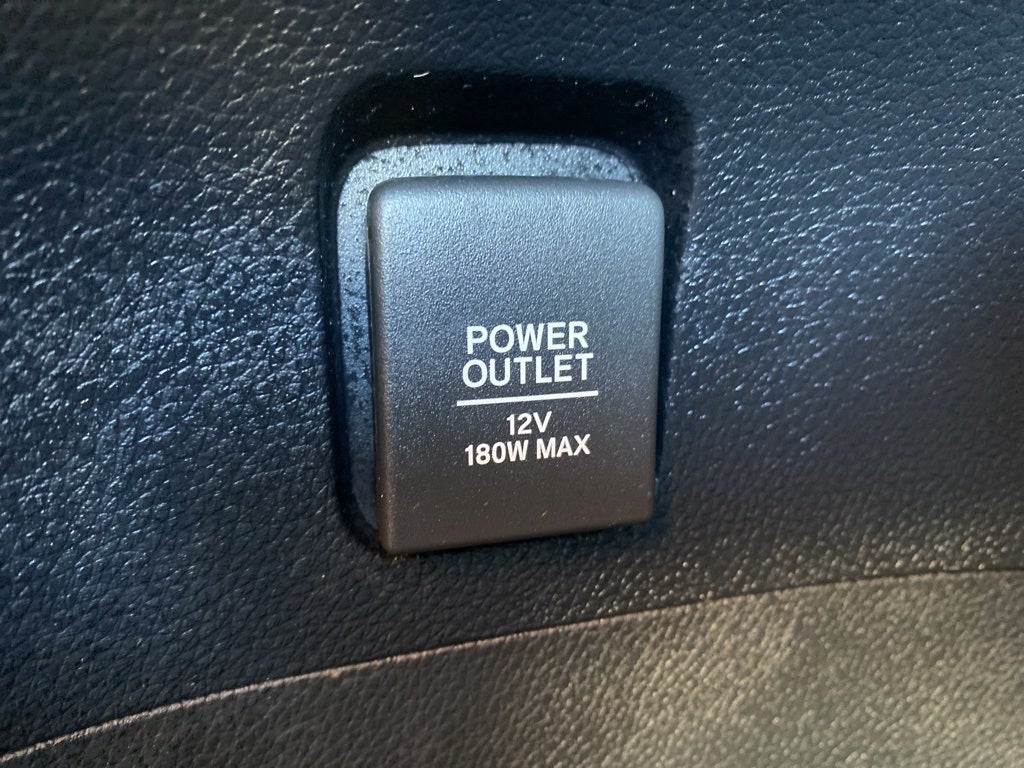 POWER
OUTLET
12V
180W MAX